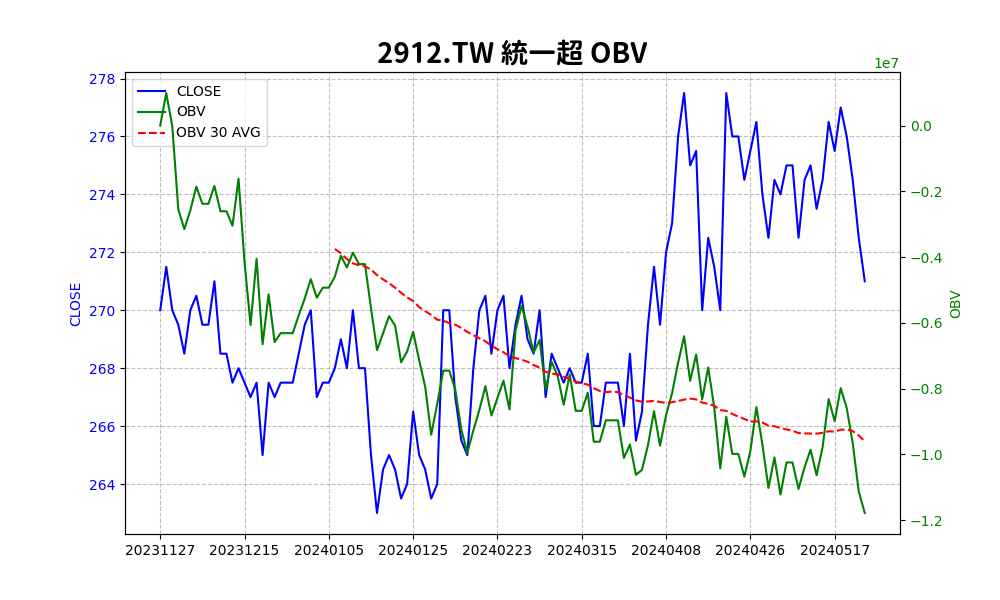 2912.TW 統一超 OBV
1e7
CLOSE
OBV
OBV 30 AVG
278
276
274
272
270
268
266
264
CLOSE
0.0
−0.2
−0.4
−0.6
−0.8
−1.0
−1.2
OBV
20231127 20231215 20240105 20240125 20240223 20240315 20240408 20240426 20240517